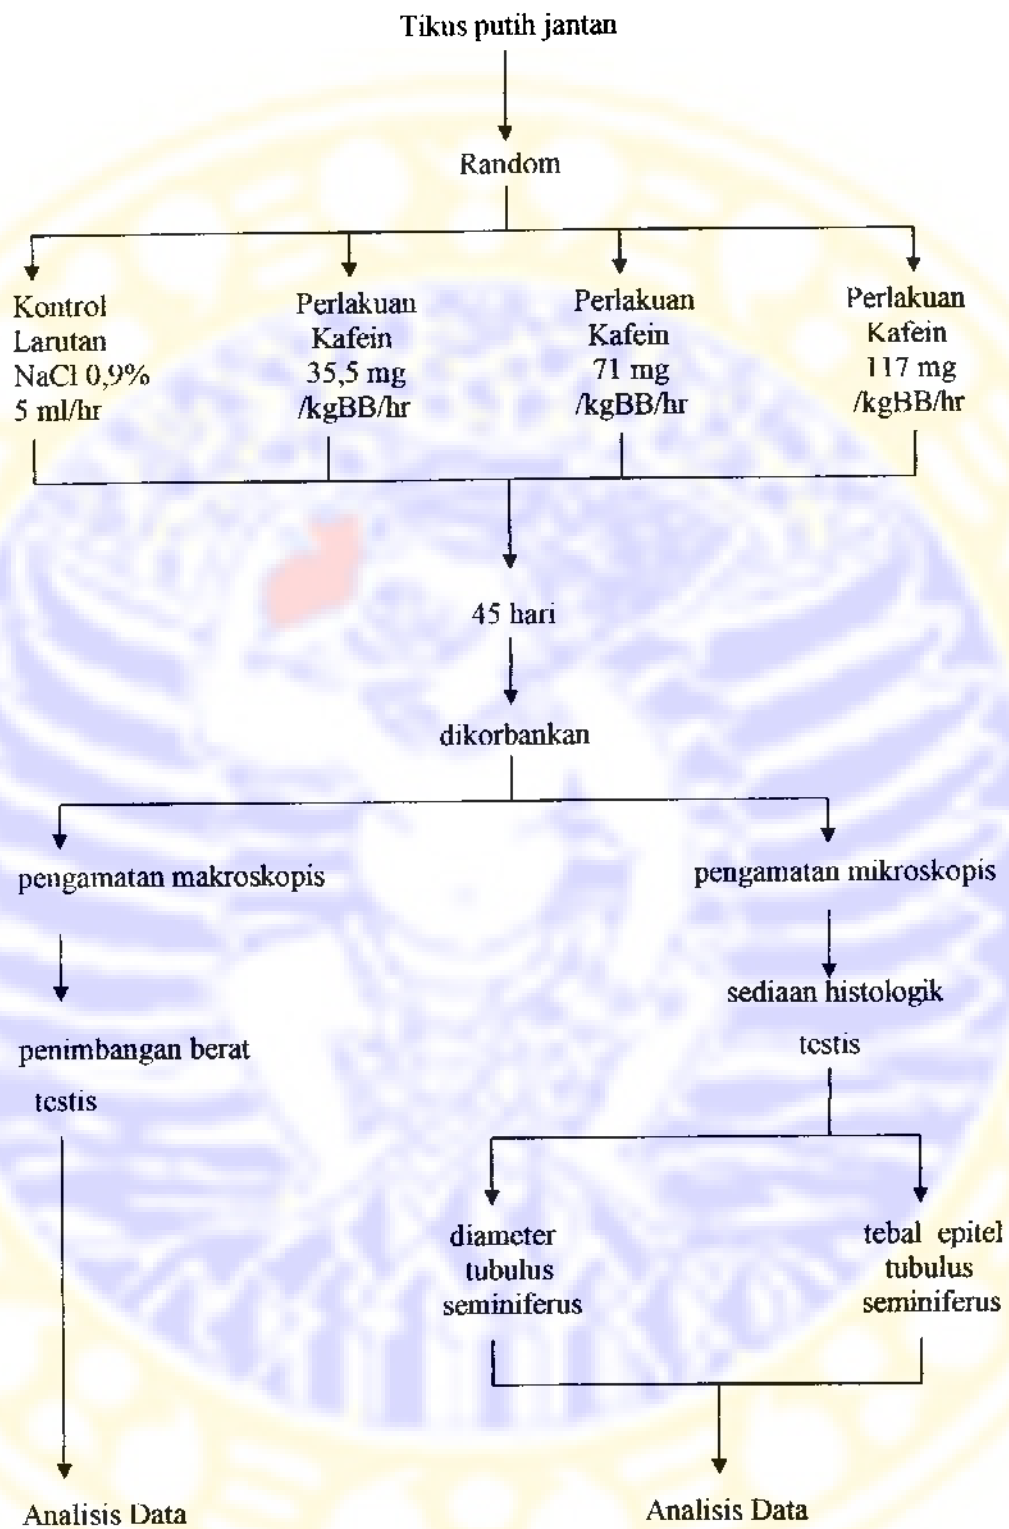 Tikus putih jantan
Random
Kontrol
Larutan
NaCl 0,9%
5 ml/hr
Perlakuan
Kafein
35,5 mg
/kgBB/hr
Perlakuan
Kafein
71 mg
/kgBB/hr
Perlakuan
Kafein
117 mg
/kgBB/hr
45 hari
dikorbankan
pengamatan makroskopis
penimbangan berat
testis
pengamatan mikroskopis
sediaan histologik
testis
diameter
tubulus
seminiferus
tebal epitel
tubulus
seminiferus
Analisis Data
Analisis Data